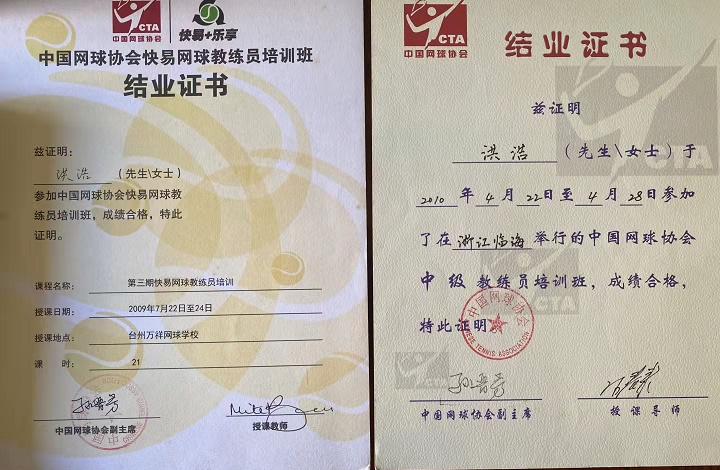 CTA
中国网球协会
快易+乐享
中国网球协会快易网球教练员培训班
结业证书
兹证明：
洪浩 （先生\女士）
参加中国网球协会快易网球教
练员培训班，成绩合格，特此
证明。
课程名称： 第三期快易网球教练员培训
授课日期： 2009年7月22日至24日
授课地点： 台州万祥网球学校
课 时： 21
孙晋芳
中国网球协会副主席
授课教师
CTA
中国网球协会
结业证书
兹证明
洪浩 （先生\女士）于
2010 年 4 月 22日至 4 月 28日参加
了在 浙江临海 举行的中国网球协会
中级 教练员培训班，成绩合格，
特此证明。
中国网球协会
CHINESE TENNIS ASSOCIATION
孙晋芳
中国网球协会副主席
授课导师